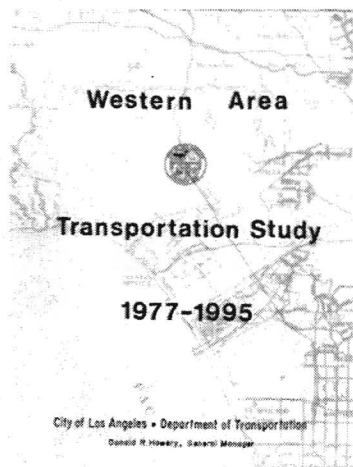 Western Area
Transportation Study
1977-1995
City of Los Angeles • Department of Transportation
Donald R Howery, General Manager